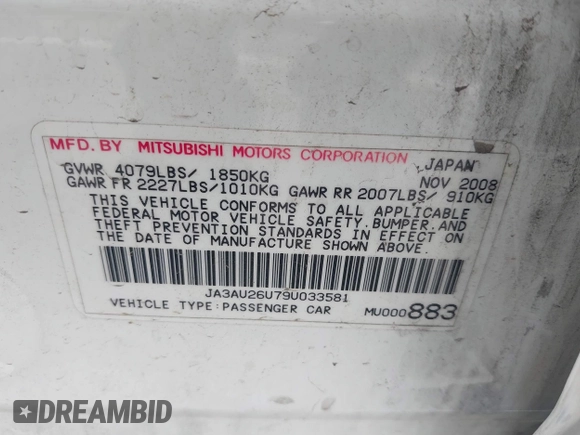 MFD.BY MITSUBISHI MOTORS CORPORATION JAPAN
GVWR 4079LBS/ 1850KG NOV 2008
GAWR FR 2227LBS/1010KG GAWR RR 2007LBS/ 910KG
THIS VEHICLE CONFORMS TO ALL APPLICABLE
FEDERAL MOTOR VEHICLE SAFETY.BUMPER.AND
THEFT PREVENTION STANDARDS IN EFFECT ON
THE DATE OF MANUFACTURE SHOWN ABOVE.
JA3AU26U79U033581
VEHICLE TYPE:PASSENGER CAR MU000883
DREAMBID